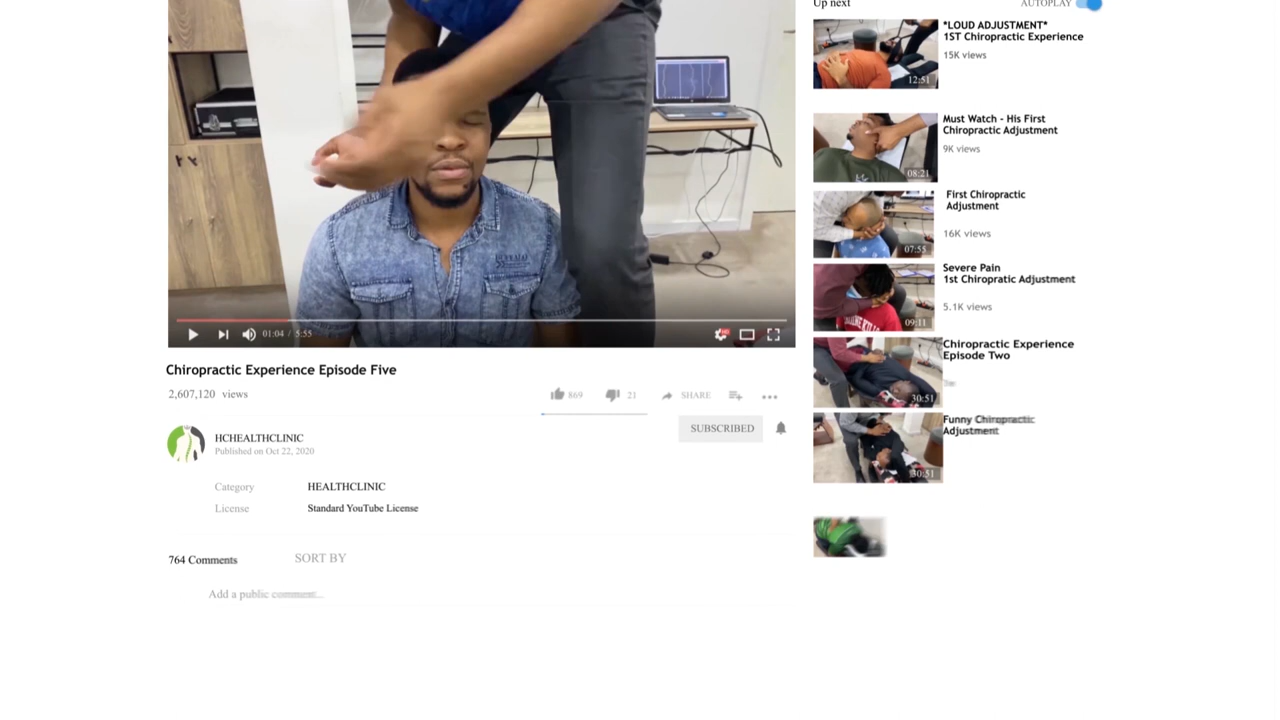 Up next
AUTOPLAY
*LOUD ADJUSTMENT*
1ST Chiropractic Experience
15K views
12:51
Must Watch - His First
Chiropractic Adjustment
9K views
08:21
First Chiropractic
Adjustment
16K views
07:55
Severe Pain
1st Chiropratic Adjustment
5.1K views
09:11
Chiropractic Experience
Episode Two
30:51
Funny Chiropractic
Adjustment
30:51
01:04 / 5:55
HD
Chiropractic Experience Episode Five
2,607,120 views
869
21
SHARE
SUBSCRIBED
HCHEALTHCLINIC
Published on Oct 22, 2020
Category HEALTHCLINIC
License Standard YouTube License
764 Comments SORT BY
Add a public comment...